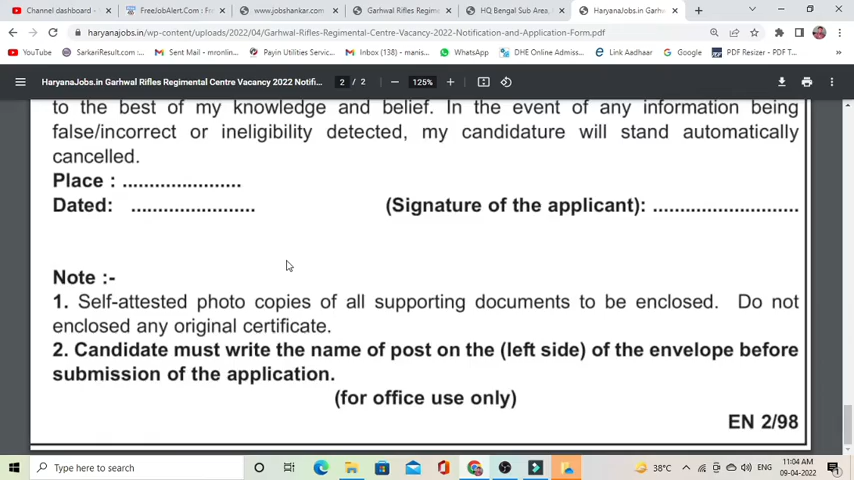 Channel dashboard -
FreeJobAlert.Com : Fr
www.jobshankar.com
Garhwal Rifles Regim
HQ Bengal Sub Area,
HaryanaJobs.in Garhw
haryanajobs.in/wp-content/uploads/2022/04/Garhwal-Rifles-Regimental-Centre-Vacancy-2022-Notification-and-Application-Form.pdf
YouTube
SarkariResult.com :...
Sent Mail - mronlin...
Payin Utilities Servic...
Inbox (138) - manis...
WhatsApp
DHE Online Admiss...
Link Aadhaar
Google
PDF Resizer | DTM...
HaryanaJobs.in Garhwal Rifles Regimental Centre Vacancy 2022 Notifi...
2 / 2
125%
to the best of my knowledge and belief. In the event of any information being
false/incorrect or ineligibility detected, my candidature will stand automatically
cancelled.
Place : ......................
Dated: .......................
(Signature of the applicant): ...........................
Note :-
1. Self-attested photo copies of all supporting documents to be enclosed. Do not
enclosed any original certificate.
2. Candidate must write the name of post on the (left side) of the envelope before
submission of the application.
(for office use only)
EN 2/98
Type here to search
38°C
ENG
11:04 AM
09-04-2022